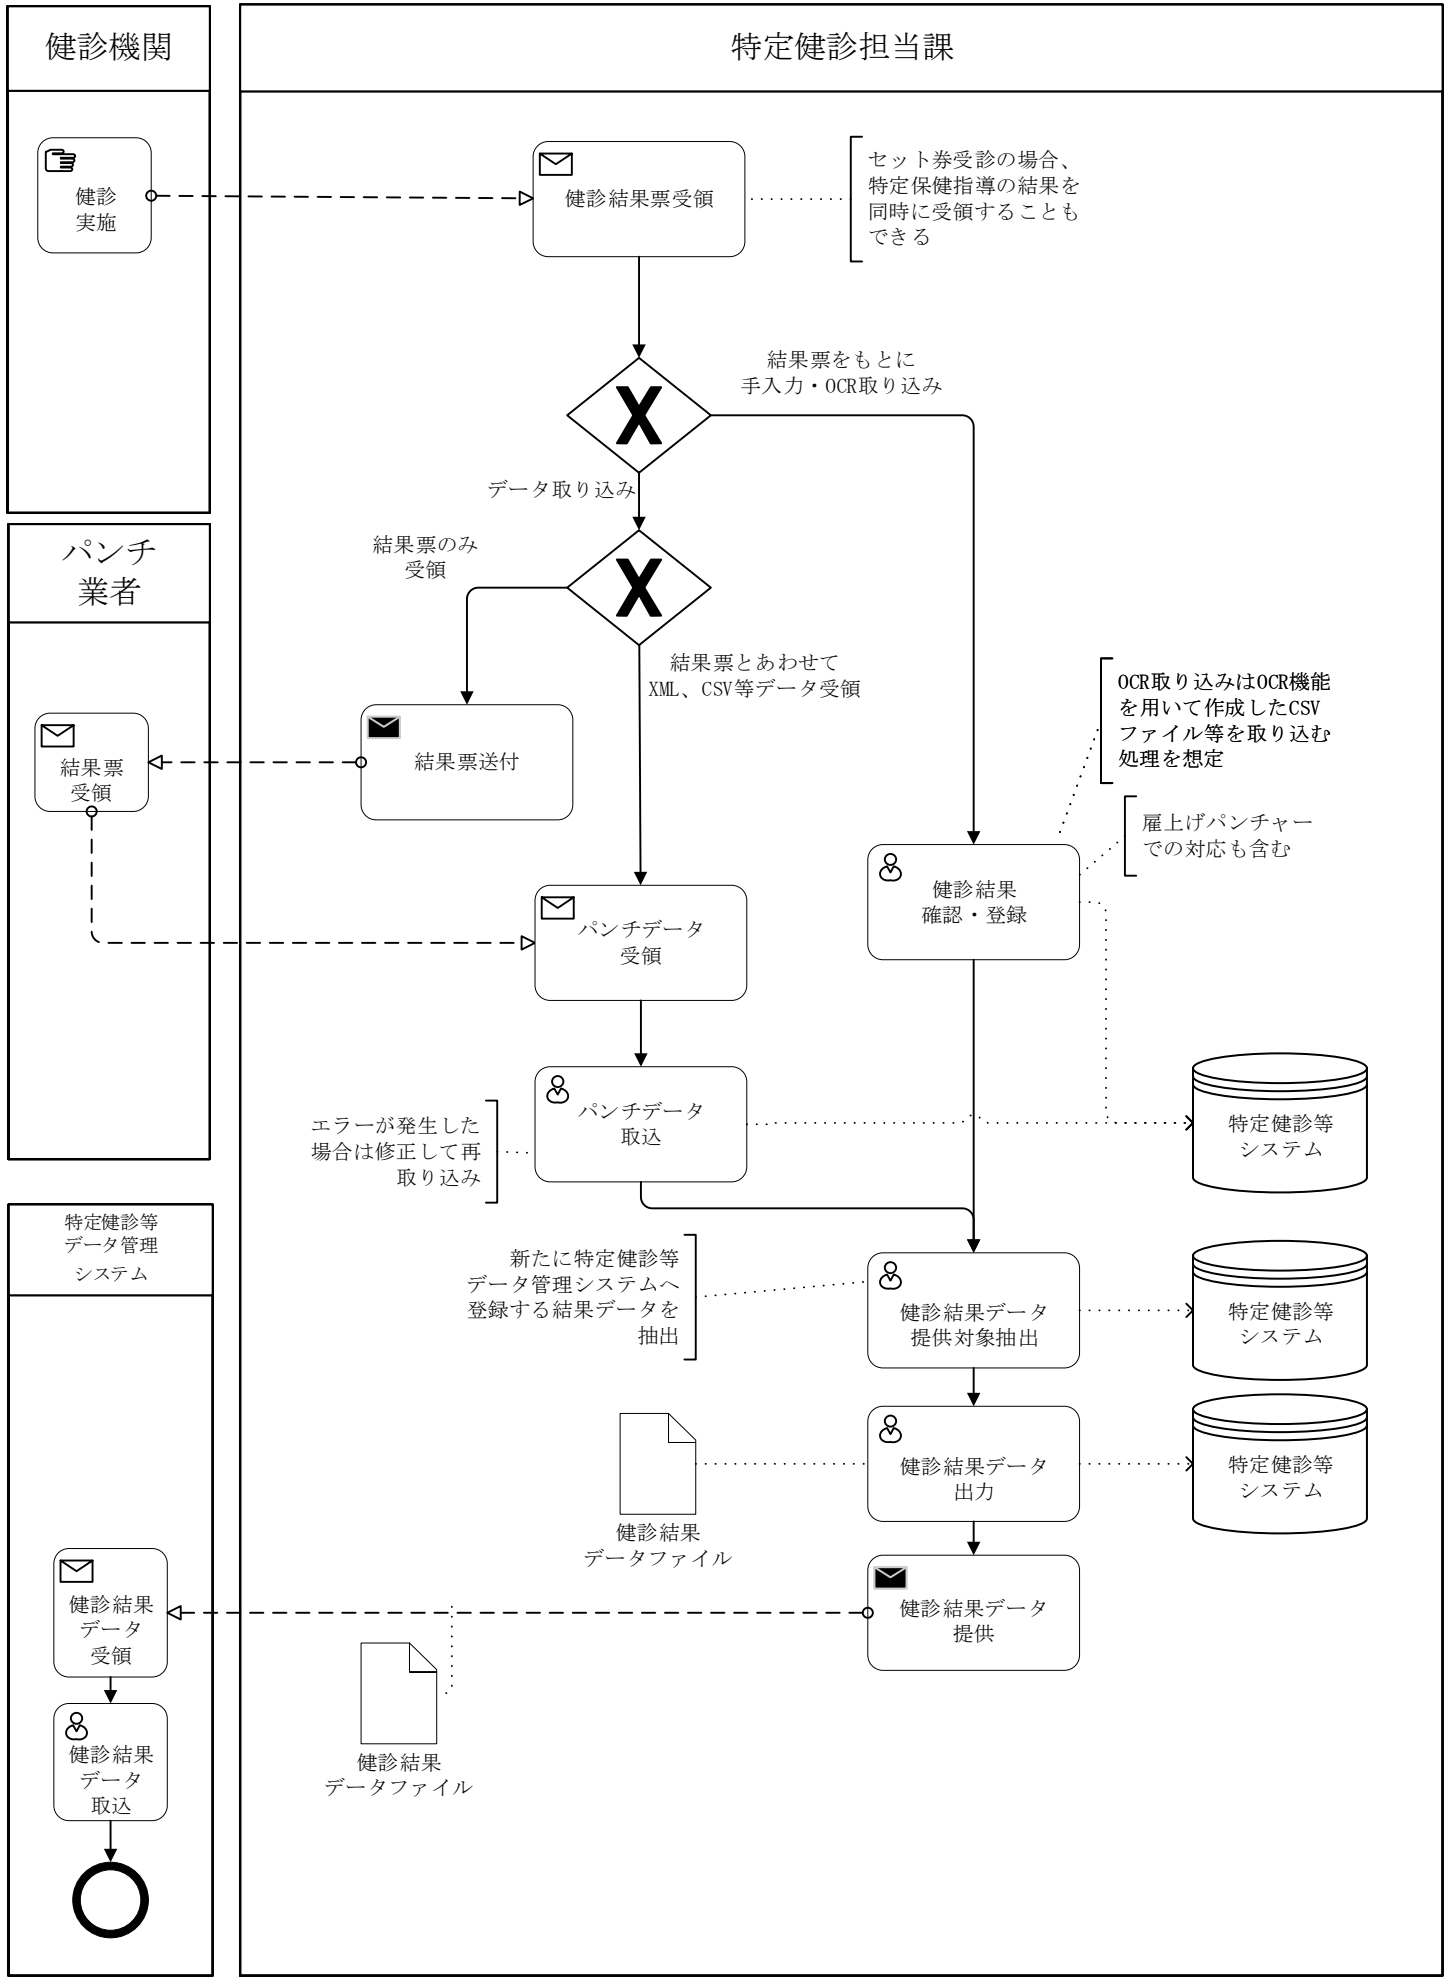 健診機関
特定健診担当課
健診
実施
健診結果票受領
セット券受診の場合、
特定保健指導の結果を
同時に受領することも
できる
結果票をもとに
手入力・OCR取り込み
X
データ取り込み
パンチ
業者
結果票のみ
受領
X
結果票とあわせて
XML、CSV等データ受領
OCR取り込みはOCR機能
を用いて作成したCSV
ファイル等を取り込む
処理を想定
結果票
受領
結果票送付
雇上げパンチャー
での対応も含む
健診結果
確認・登録
パンチデータ
受領
パンチデータ
取込
エラーが発生した
場合は修正して再
取り込み
特定健診等
システム
特定健診等
データ管理
システム
新たに特定健診等
データ管理システムへ
登録する結果データを
抽出
健診結果データ
提供対象抽出
特定健診等
システム
健診結果データ
出力
特定健診等
システム
健診結果
データファイル
健診結果
データ
受領
健診結果データ
提供
健診結果
データファイル
健診結果
データ
取込